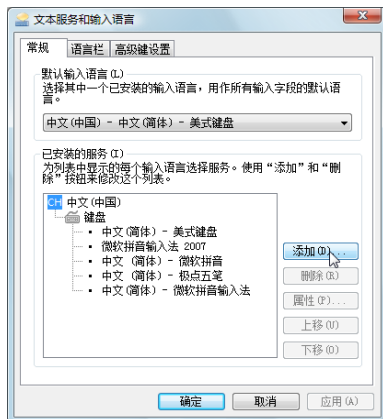 文本服务和输入语言
常规 语言栏 高级键设置
默认输入语言(L)
选择其中一个已安装的输入语言，用作所有输入字段的默认语
言。
中文(中国) - 中文(简体) - 美式键盘
已安装的服务(I)
为列表中显示的每个输入语言选择服务。使用“添加”和“删
除”按钮来修改这个列表。
CH 中文(中国)
键盘
• 中文(简体) - 美式键盘
• 微软拼音输入法 2007
• 中文 (简体) - 微软拼音
• 中文 (简体) - 极点五笔
• 中文(简体) - 微软拼音输入法
添加(D)...
删除(R)
属性(P)...
上移(U)
下移(O)
确定 取消 应用(A)